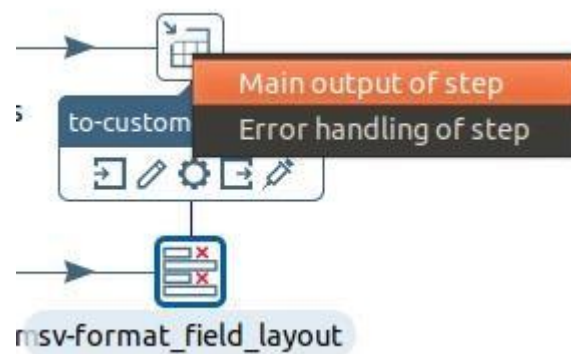 Main output of step
s
to-custom
Error handling of step
msv-format_field_layout